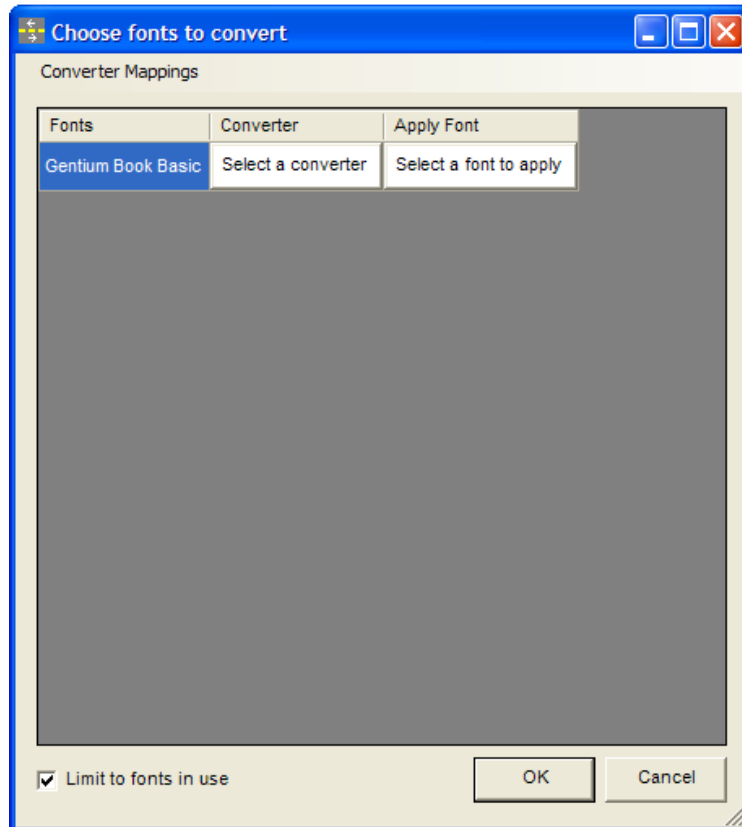 Choose fonts to convert
Converter Mappings
Fonts Converter Apply Font
Gentium Book Basic Select a converter Select a font to apply
Limit to fonts in use OK Cancel